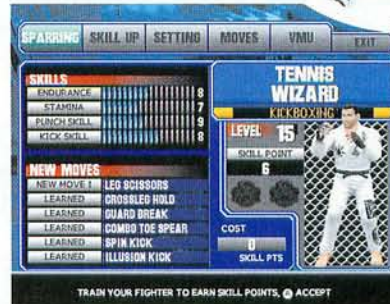 SPARRING SKILL UP SETTING MOVES VMU EXIT
SKILLS
ENDURANCE 8
STAMINA 7
PUNCH SKILL 9
KICK SKILL 8
NEW MOVES
NEW MOVE ! LEG SCISSORS
LEARNED CROSSLEG HOLD
LEARNED GUARD BREAK
LEARNED COMBO TOE SPEAR
LEARNED SPIN KICK
LEARNED ILLUSION KICK
TENNIS
WIZARD
KICKBOXING
LEVEL 15
SKILL POINT
6
COST
0
SKILL PTS
TRAIN YOUR FIGHTER TO EARN SKILL POINTS, A ACCEPT